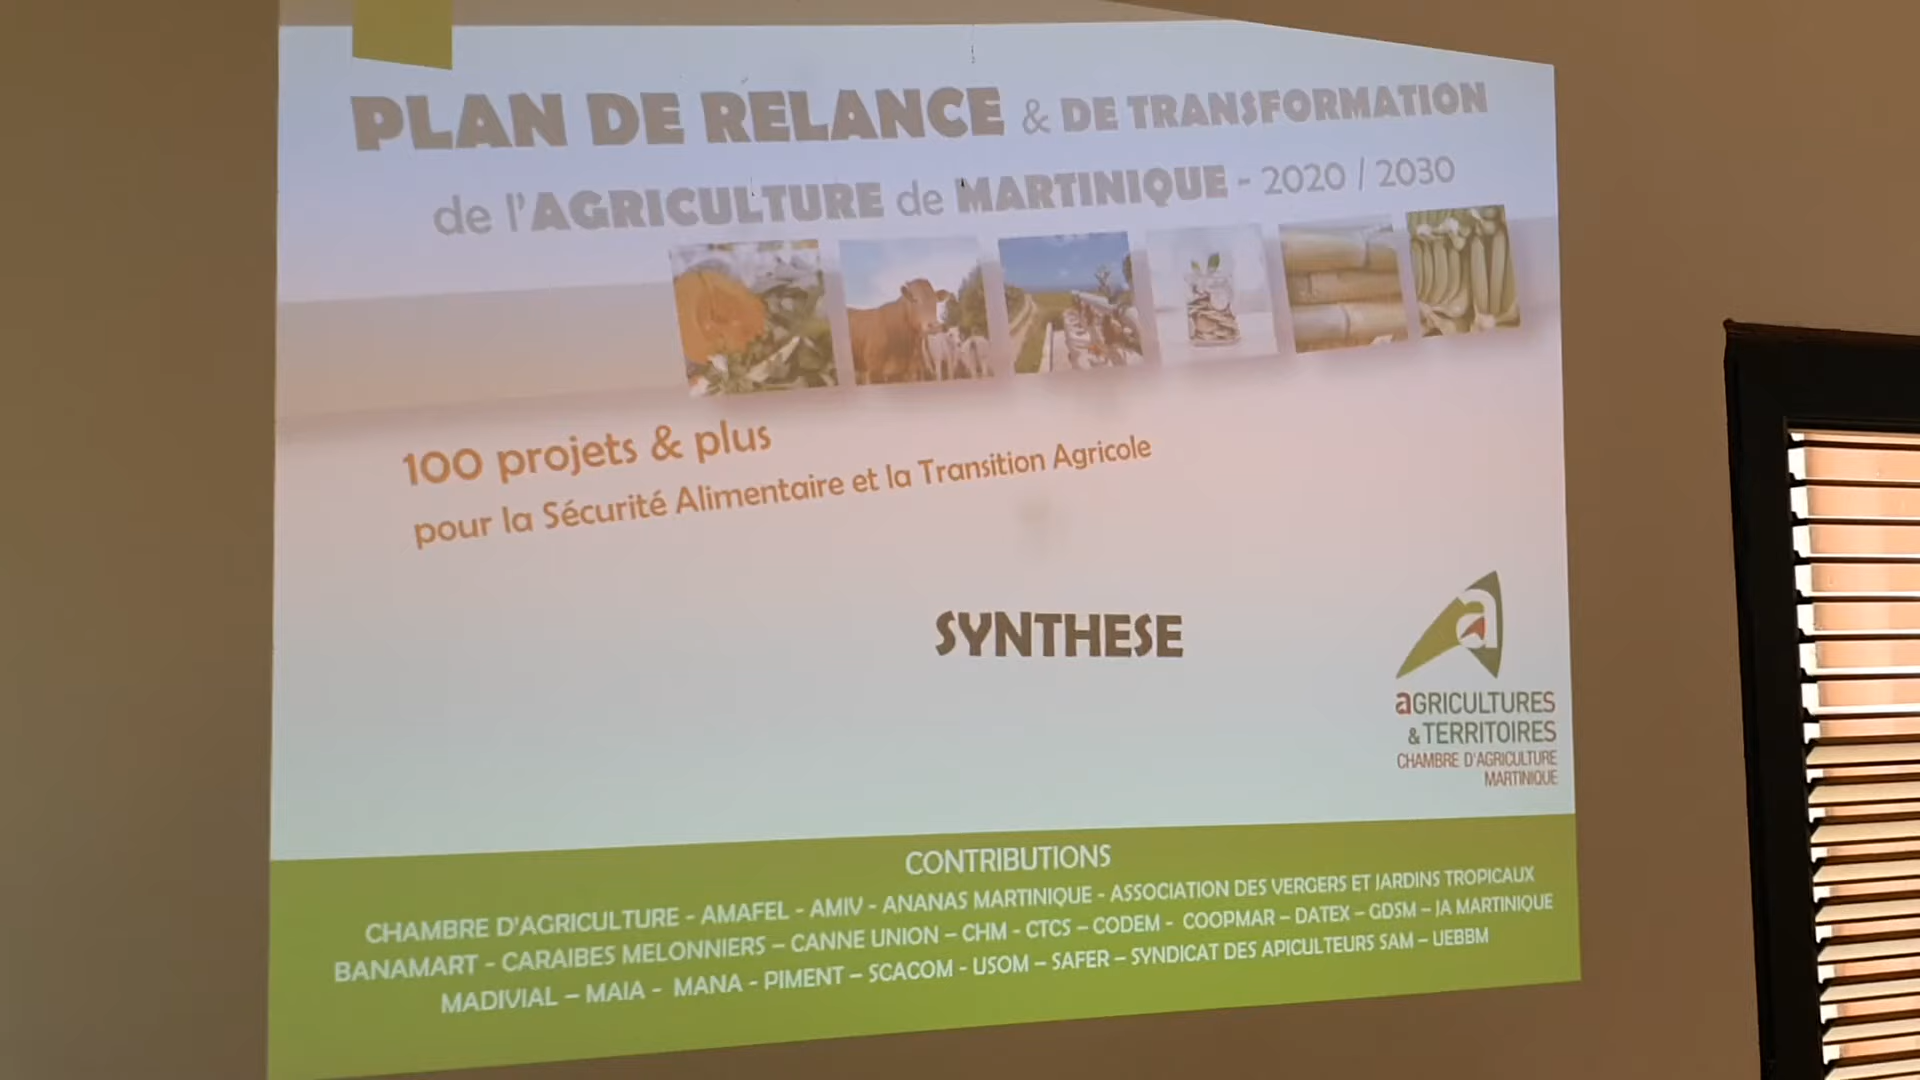 PLAN DE RELANCE & DE TRANSFORMATION
de l'AGRICULTURE de MARTINIQUE - 2020 / 2030
100 projets & plus
pour la Sécurité Alimentaire et la Transition Agricole
SYNTHESE
a
aGRICULTURES
& TERRITOIRES
CHAMBRE D'AGRICULTURE
MARTINIQUE
CONTRIBUTIONS
CHAMBRE D'AGRICULTURE - AMAFEL - AMIV - ANANAS MARTINIQUE - ASSOCIATION DES VERGERS ET JARDINS TROPICAUX
BANAMART - CARAIBES MELONNIERS – CANNE UNION – CHM - CTCS – CODEM - COOPMAR – DATEX – GDSM – JA MARTINIQUE
MADIVIAL – MAIA - MANA - PIMENT – SCACOM - USOM – SAFER – SYNDICAT DES APICULTEURS SAM – UEBBM